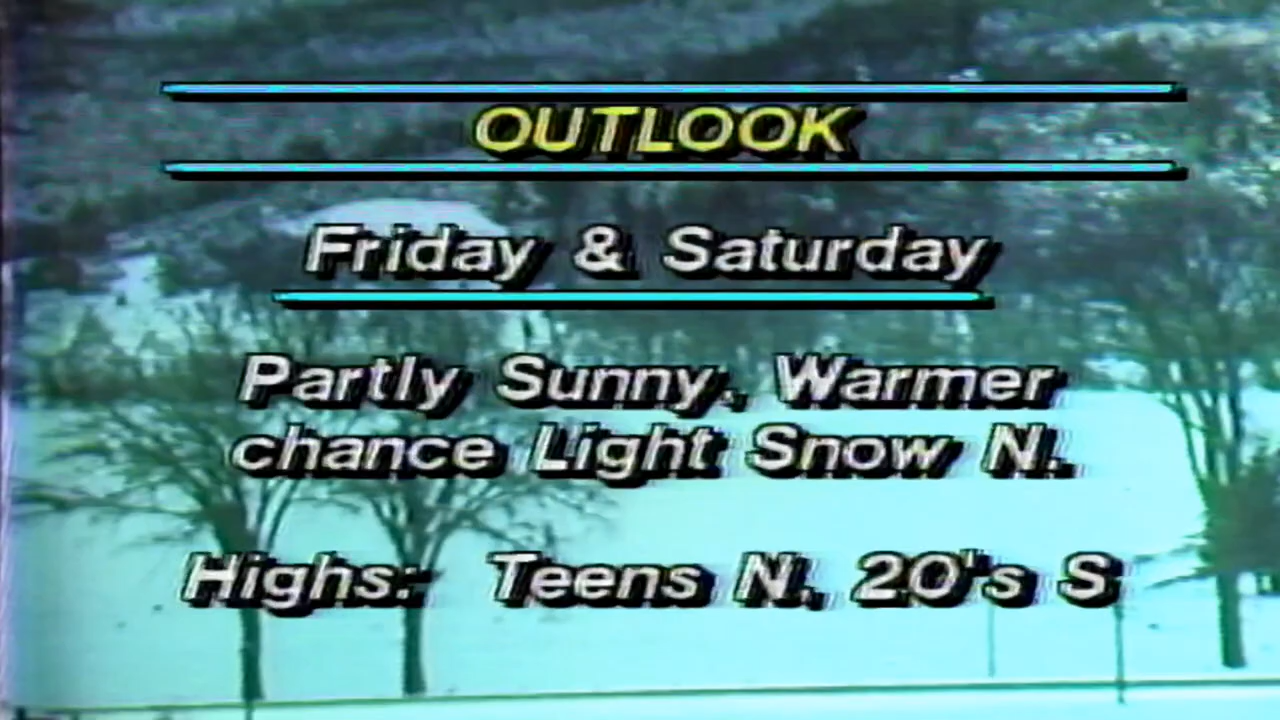 OUTLOOK
Friday & Saturday
Partly Sunny, Warmer
chance Light Snow N.
Highs: Teens N, 20's S